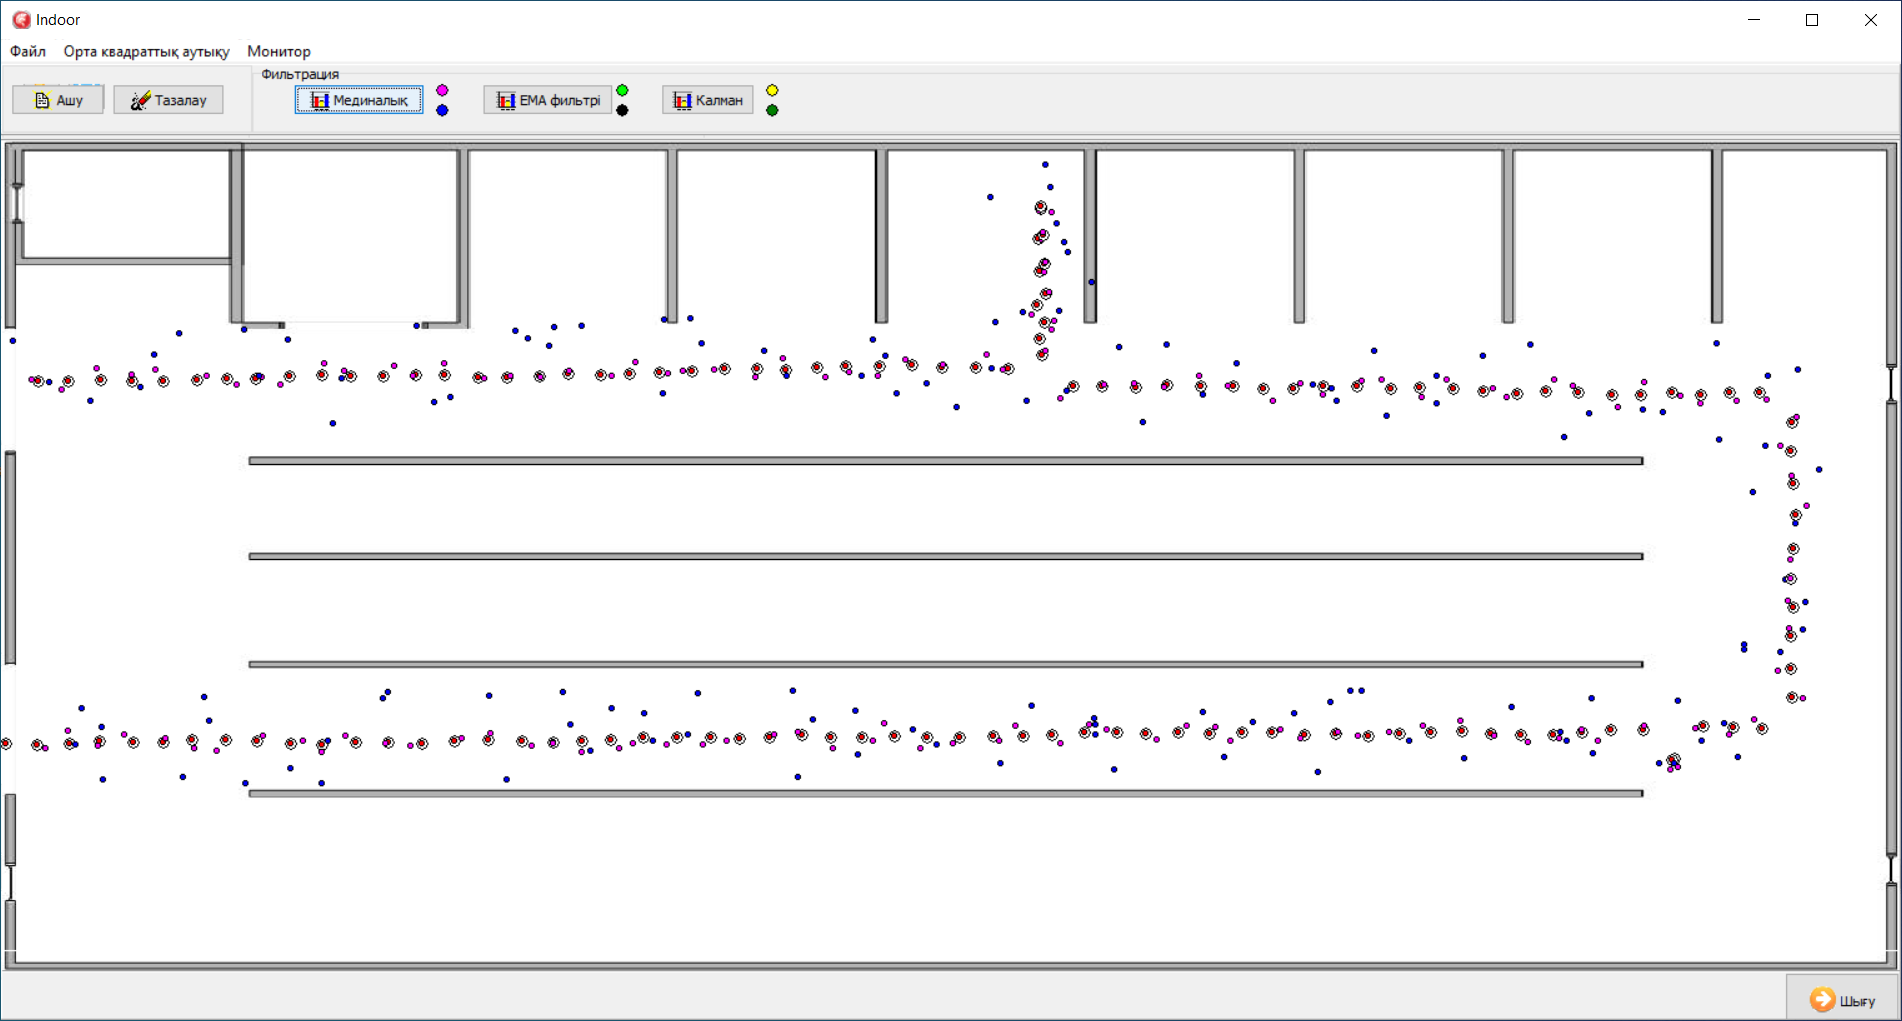 Indoor
Файл Орта квадраттық аутықу Монитор
Фильтрация
Ашу Тазалау Мединалық EMA фильтрі Калман
Шығу